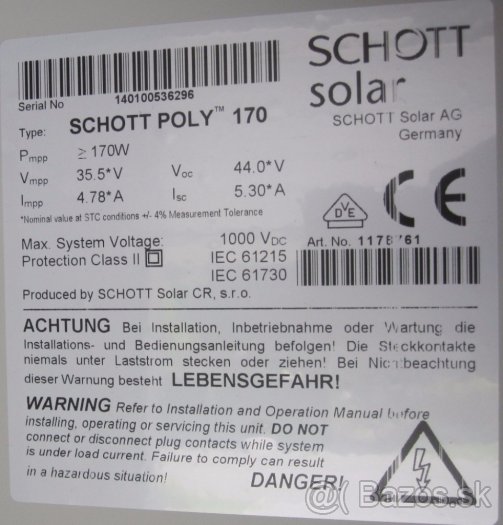 SCHOTT
solar
Serial No 140100536296
SCHOTT Solar AG
Germany
Type: SCHOTT POLY™ 170
Pmpp ≥ 170W
Vmpp 35.5*V Voc 44.0*V
Impp 4.78*A Isc 5.30*A
*Nominal value at STC conditions +/- 4% Measurement Tolerance
DVE
CE
Max. System Voltage: 1000 VDC
Art. No.
Protection Class II IEC 61215
IEC 61730
Produced by SCHOTT Solar CR, s.r.o.
ACHTUNG Bei Installation, Inbetriebnahme oder Wartung die
Installations- und Bedienungsanleitung befolgen! Die Steckkontakte
niemals unter Laststrom stecken oder ziehen! Bei Nichtbeachtung
dieser Warnung besteht LEBENSGEFAHR!
WARNING Refer to Installation and Operation Manual before
installing, operating or servicing this unit. DO NOT
connect or disconnect plug contacts while system
is under load current. Failure to comply can result
in a hazardous situation! DANGER!
@ Bazos.sk